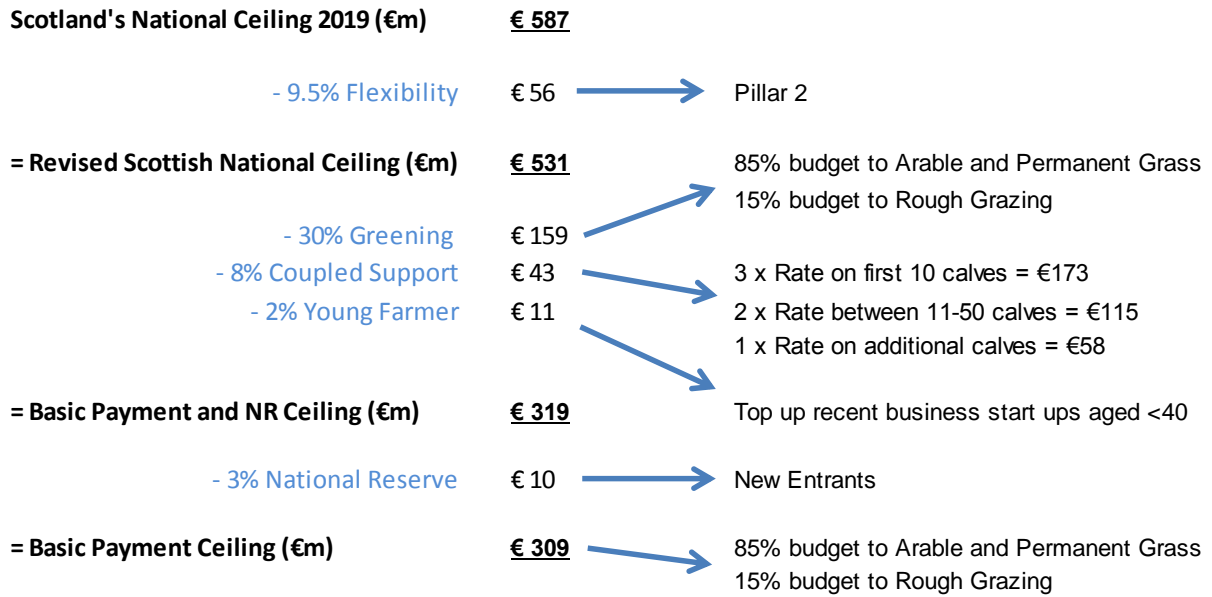 Scotland's National Ceiling 2019 (€m) € 587
- 9.5% Flexibility € 56 Pillar 2
= Revised Scottish National Ceiling (€m) € 531 85% budget to Arable and Permanent Grass
15% budget to Rough Grazing
- 30% Greening € 159
- 8% Coupled Support € 43 3 x Rate on first 10 calves = €173
- 2% Young Farmer € 11 2 x Rate between 11-50 calves = €115
1 x Rate on additional calves = €58
= Basic Payment and NR Ceiling (€m) € 319 Top up recent business start ups aged <40
- 3% National Reserve € 10 New Entrants
= Basic Payment Ceiling (€m) € 309 85% budget to Arable and Permanent Grass
15% budget to Rough Grazing